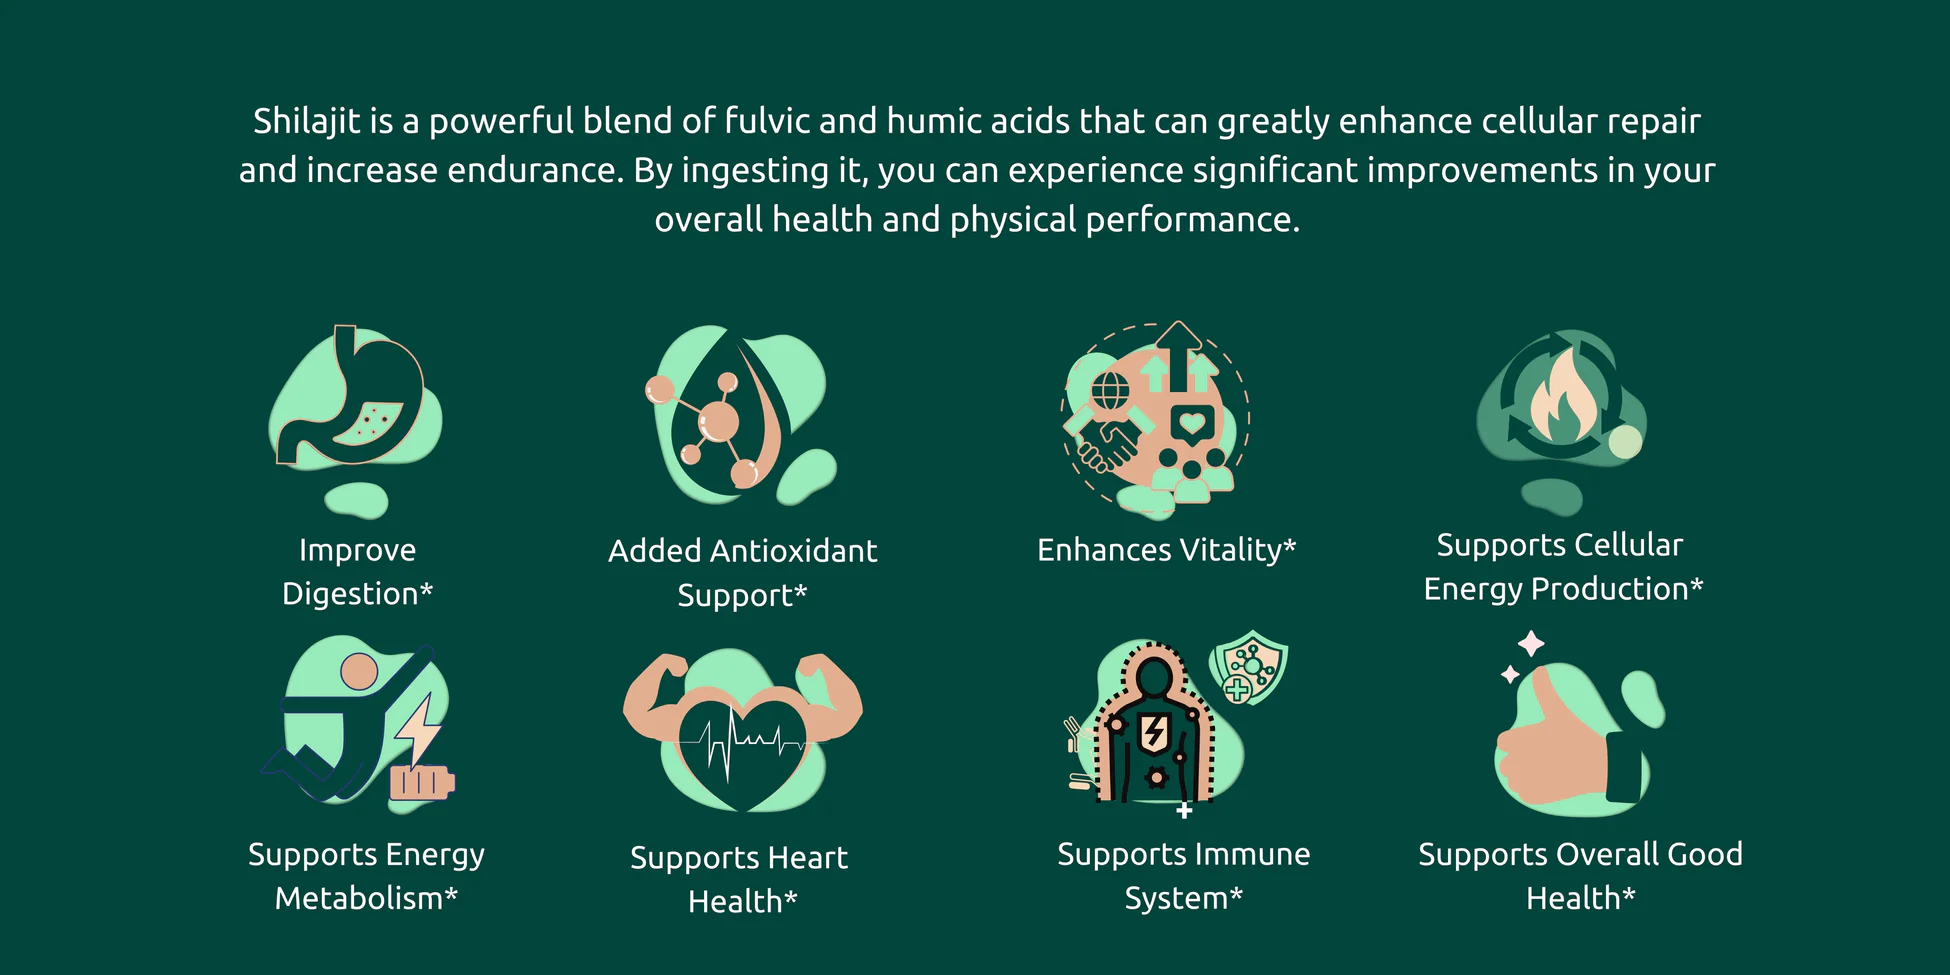 Shilajit is a powerful blend of fulvic and humic acids that can greatly enhance cellular repair
and increase endurance. By ingesting it, you can experience significant improvements in your
overall health and physical performance.
Improve
Digestion*
Added Antioxidant
Support*
Enhances Vitality*
Supports Cellular
Energy Production*
Supports Energy
Metabolism*
Supports Heart
Health*
Supports Immune
System*
Supports Overall Good
Health*